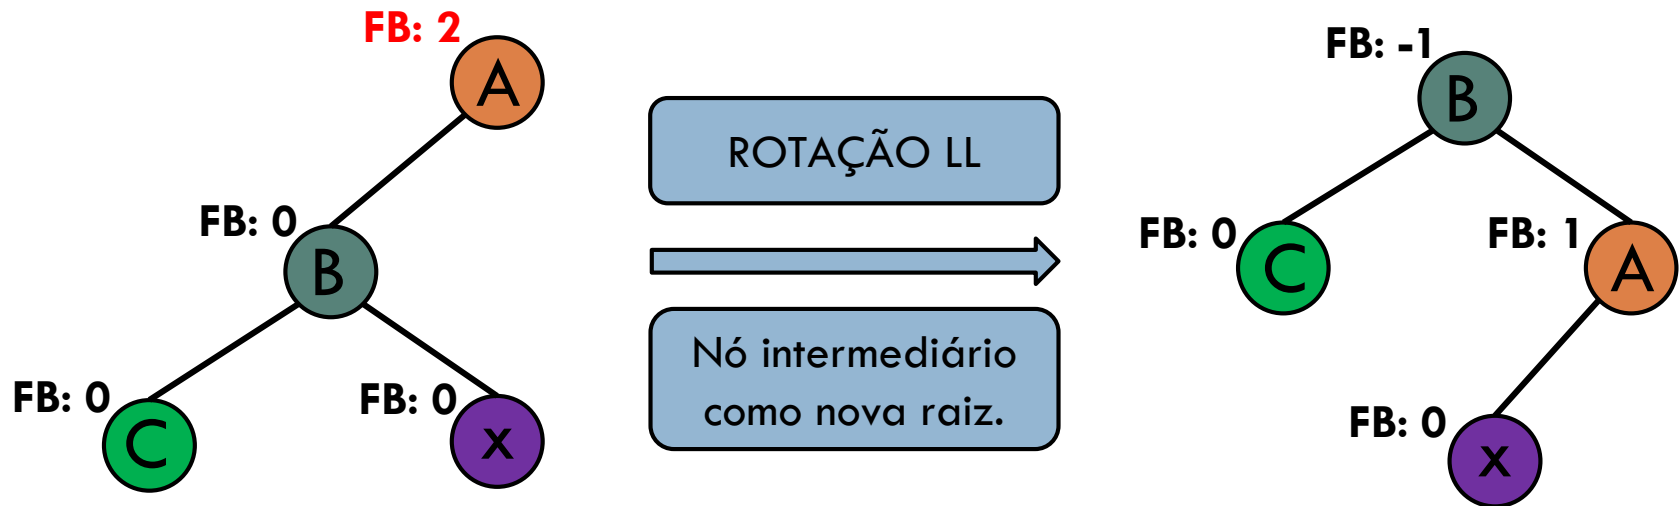 FB: 2
A
FB: 0
B
FB: 0
C
FB: 0
x
ROTAÇÃO LL
Nó intermediário
como nova raiz.
FB: -1
B
FB: 0
C
FB: 1
A
FB: 0
x